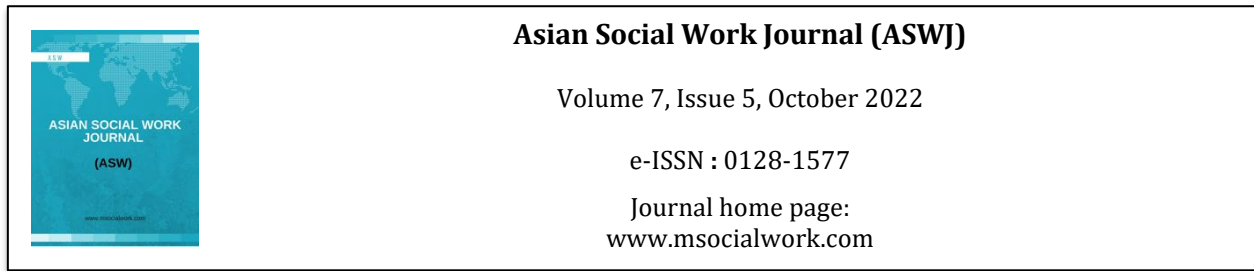 Asian Social Work Journal (ASWJ)
Volume 7, Issue 5, October 2022
e-ISSN : 0128-1577
Journal home page:
www.msocialwork.com
ASW
ASIAN SOCIAL WORK
JOURNAL
(ASW)
www.msocialwork.com